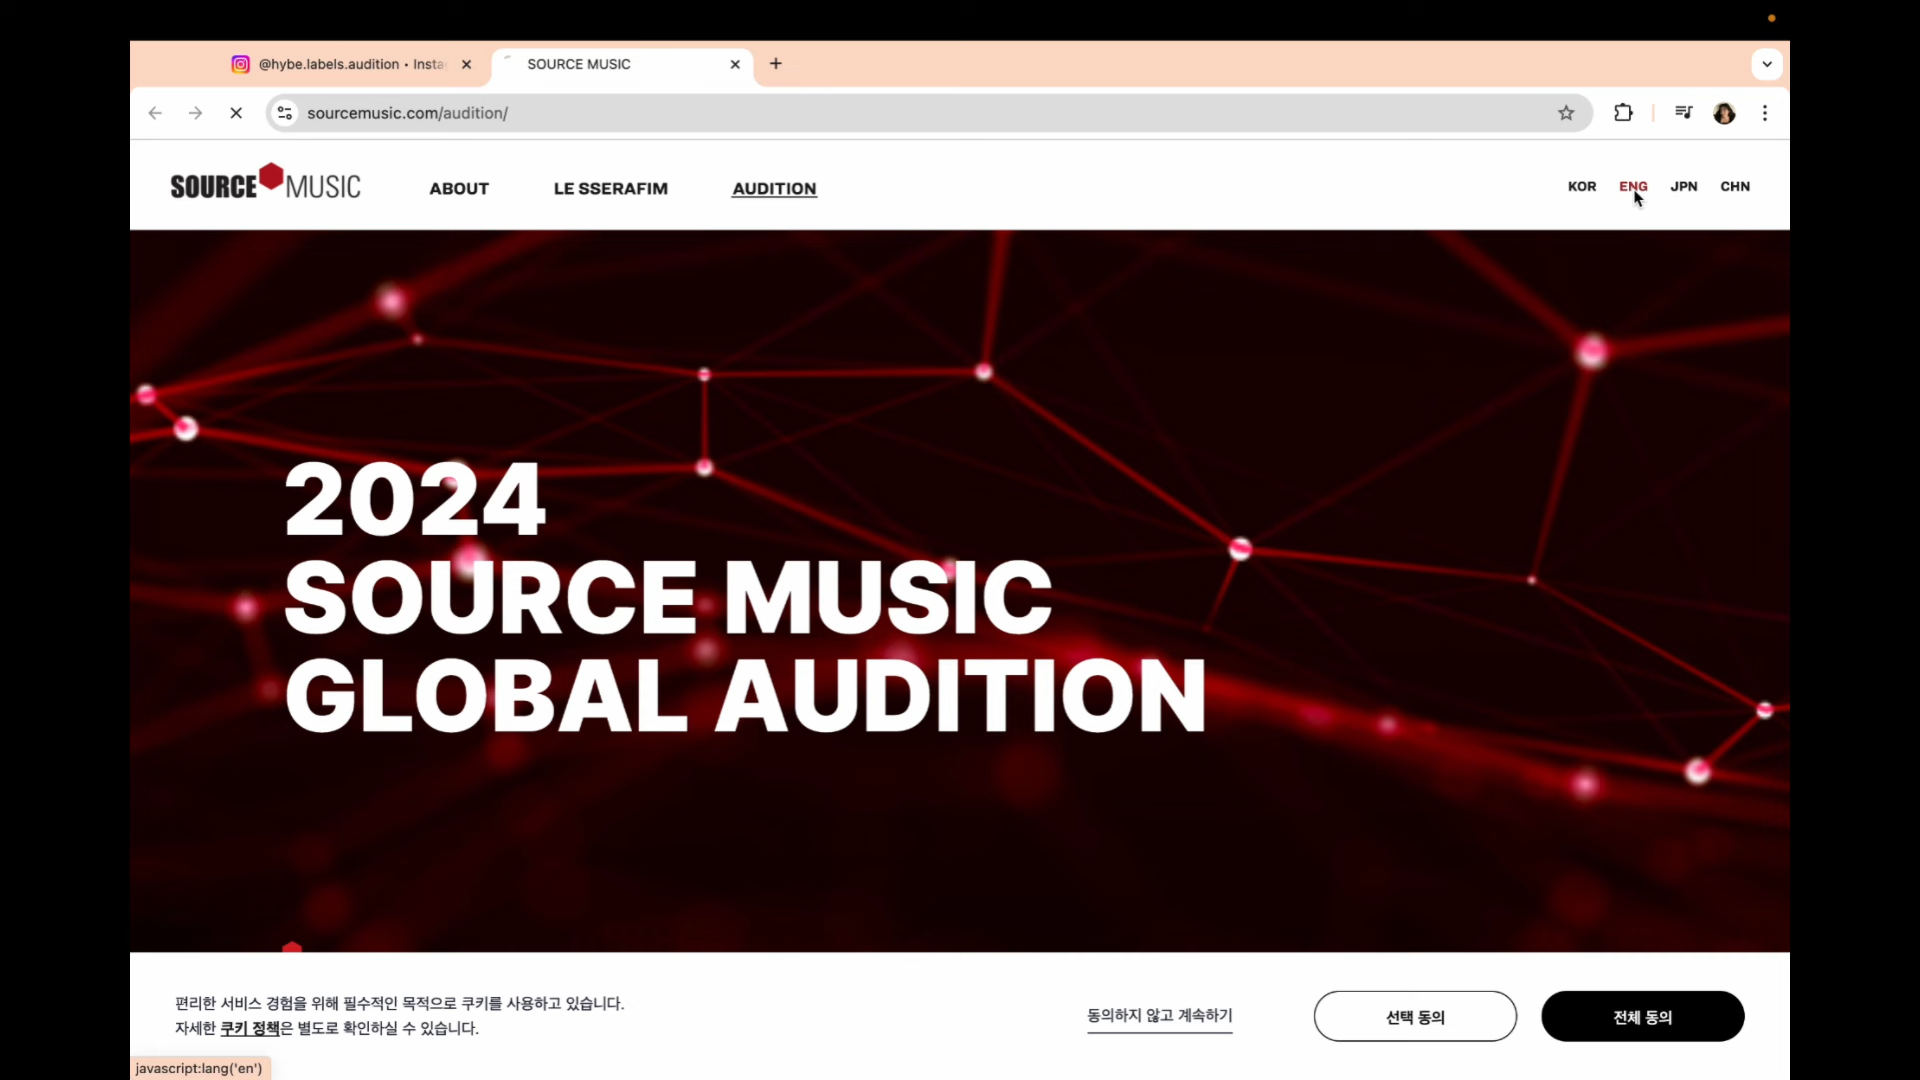 @hybe.labels.audition • Insta
SOURCE MUSIC
sourcemusic.com/audition/
SOURCE MUSIC
ABOUT
LE SSERAFIM
AUDITION
KOR
ENG
JPN
CHN
2024
SOURCE MUSIC
GLOBAL AUDITION
편리한 서비스 경험을 위해 필수적인 목적으로 쿠키를 사용하고 있습니다.
자세한 쿠키 정책은 별도로 확인하실 수 있습니다.
동의하지 않고 계속하기
선택 동의
전체 동의
javascript:lang('en')